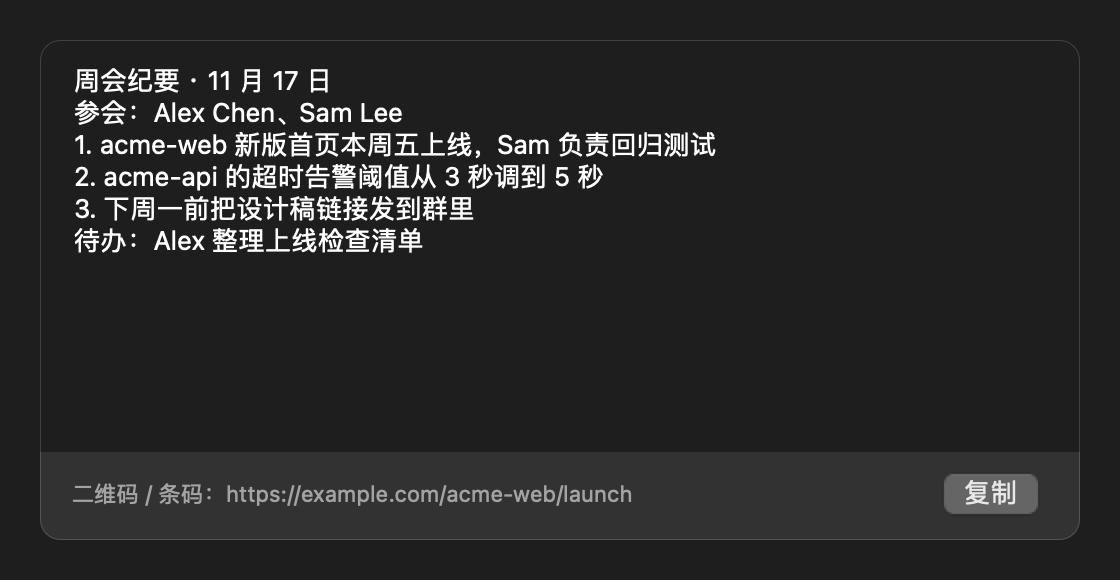 周会纪要 · 11 月 17 日
参会：Alex Chen、Sam Lee
1. acme-web 新版首页本周五上线，Sam 负责回归测试
2. acme-api 的超时告警阈值从 3 秒调到 5 秒
3. 下周一前把设计稿链接发到群里
待办：Alex 整理上线检查清单
二维码 / 条码：https://example.com/acme-web/launch
复制